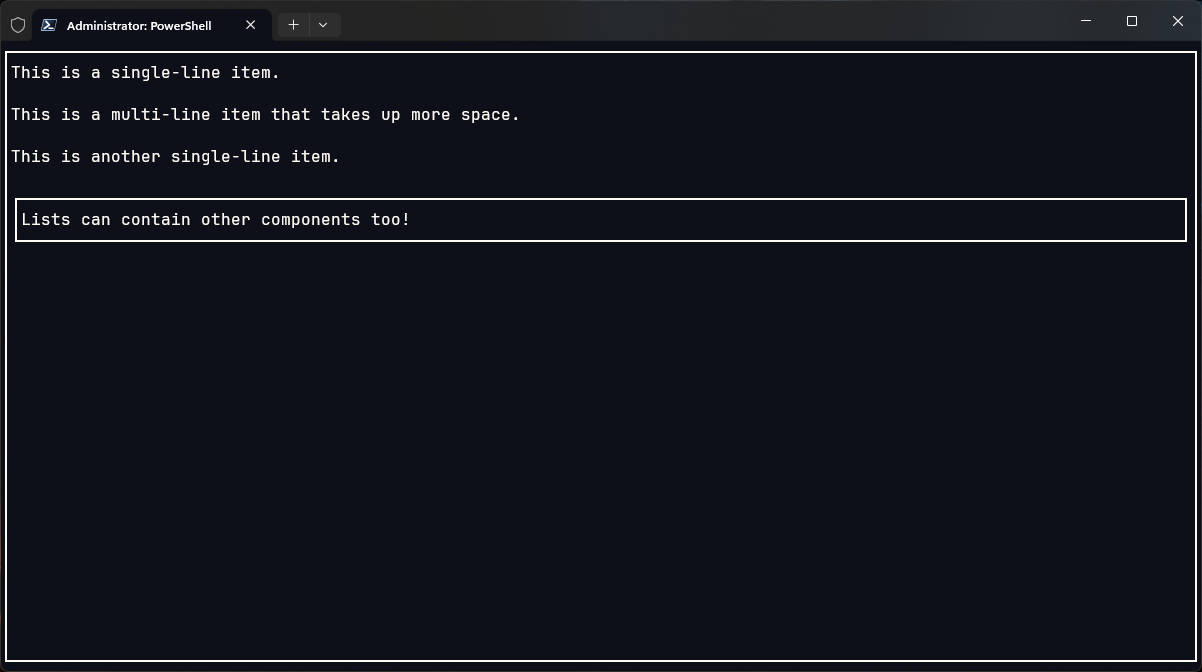 Administrator: PowerShell
This is a single-line item.
This is a multi-line item that takes up more space.
This is another single-line item.
Lists can contain other components too!